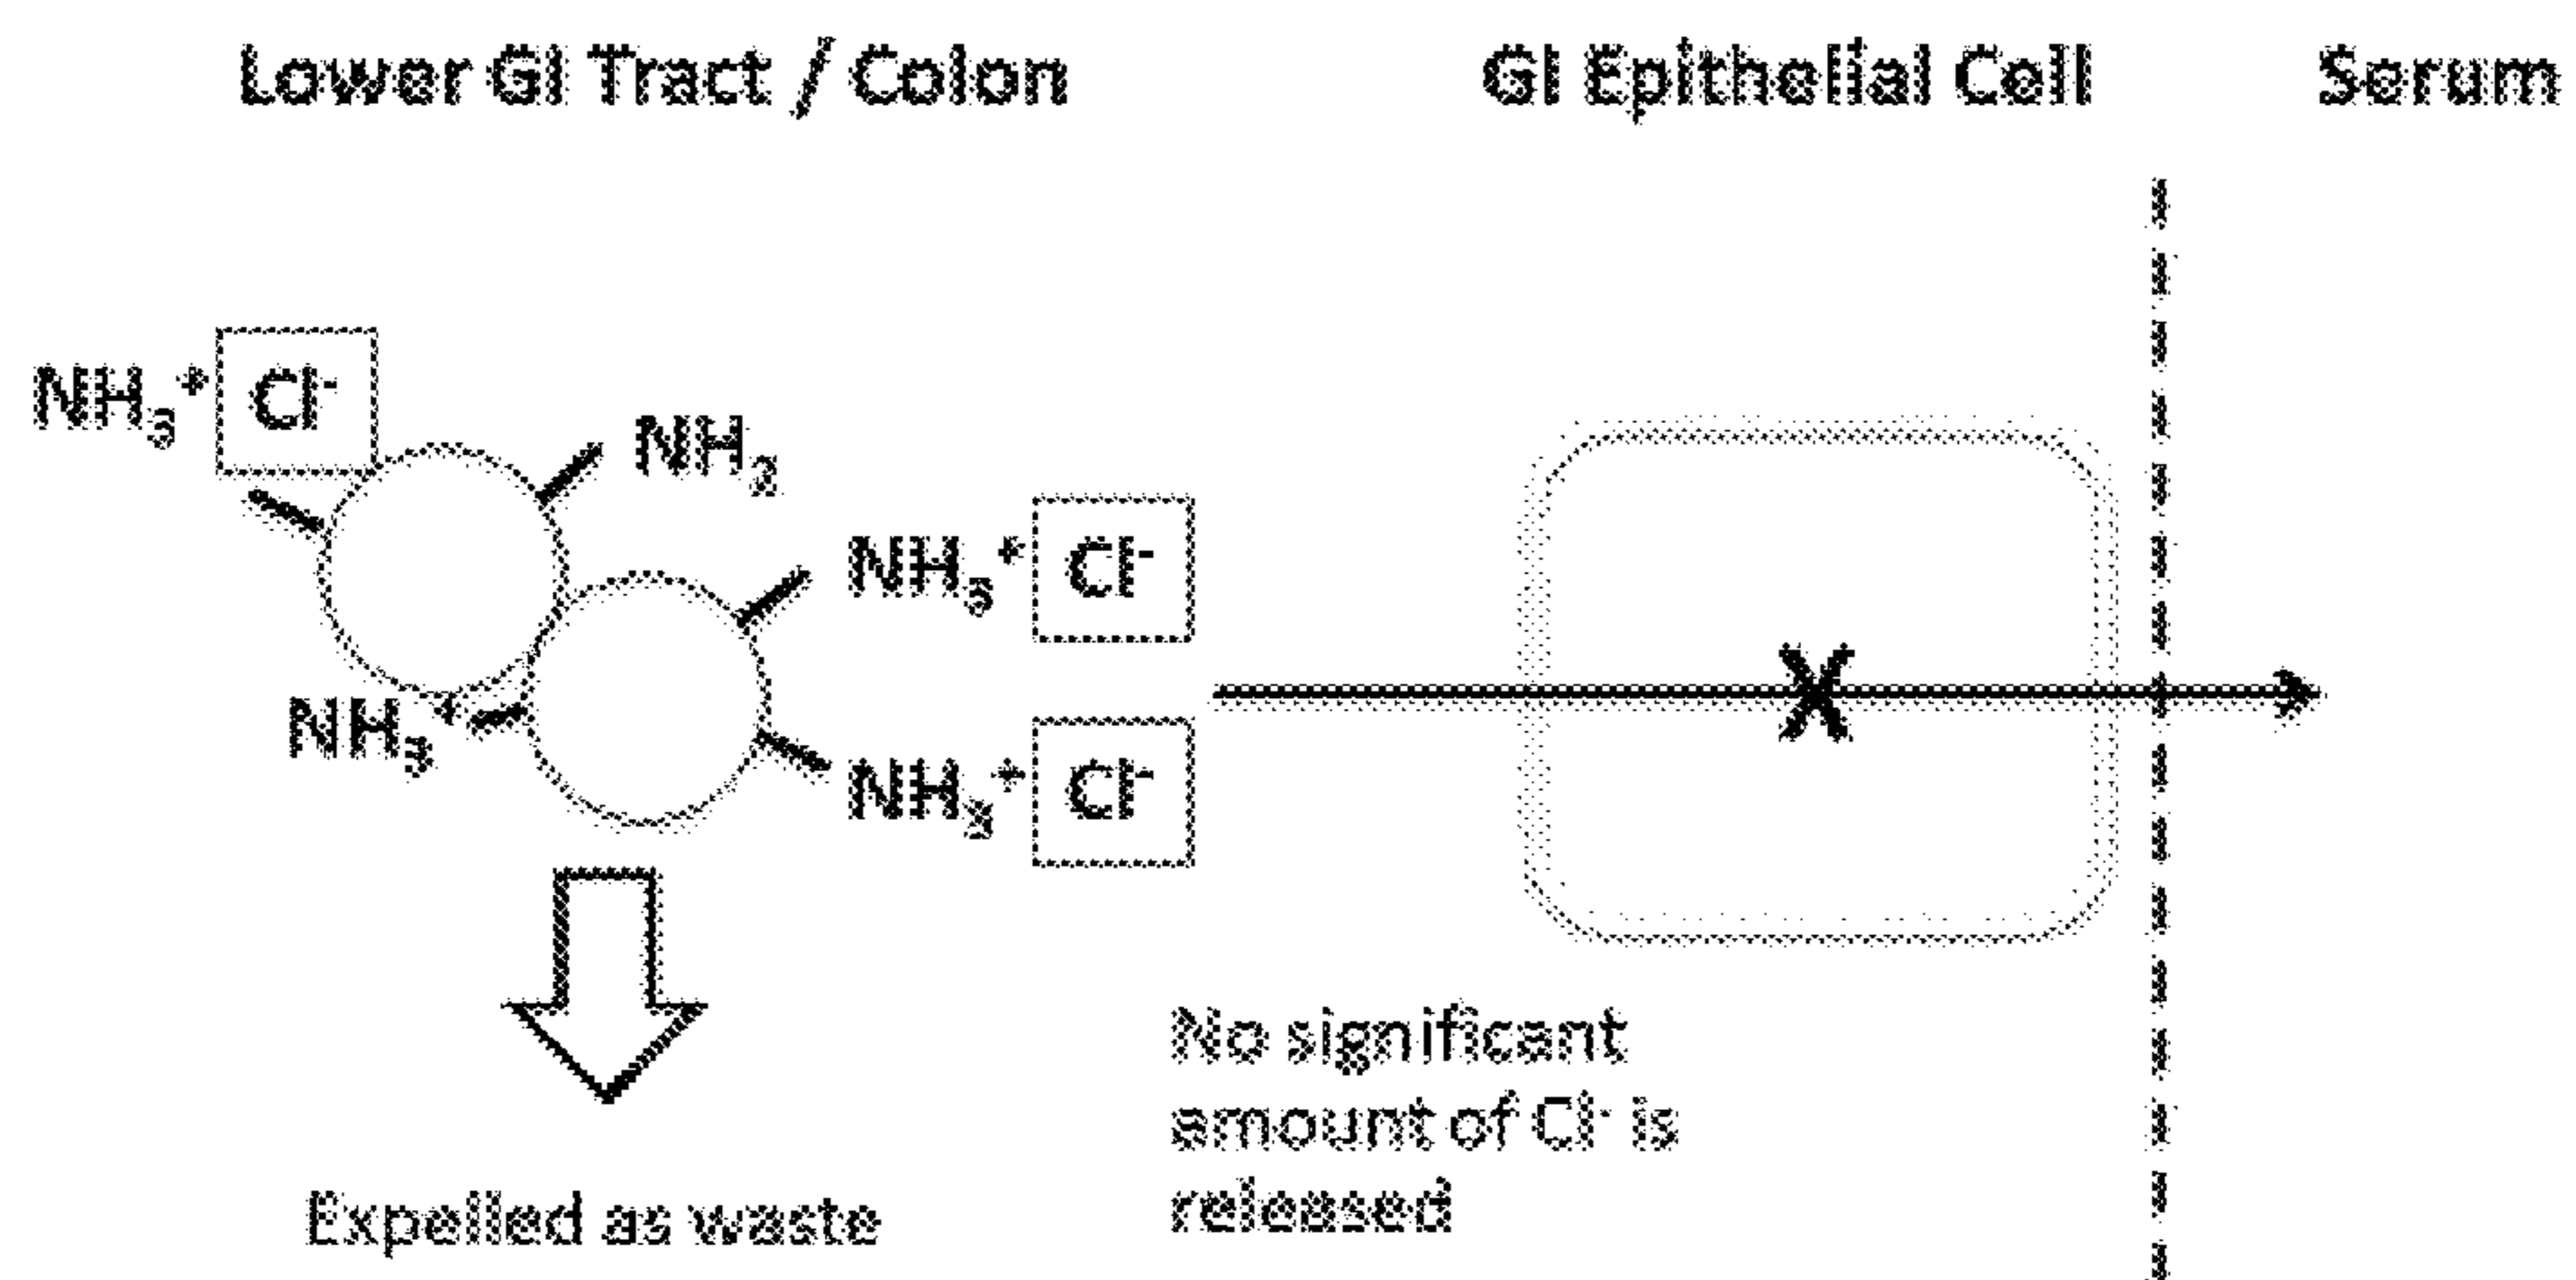 Lower GI Tract / Colon
GI Epithelial Cell
Serum
NH₃⁺ Cl⁻
NH₂
NH₃⁺ Cl⁻
NH₃⁺
NH₃⁺ Cl⁻
X
No significant
amount of Cl⁻ is
released
Expelled as waste